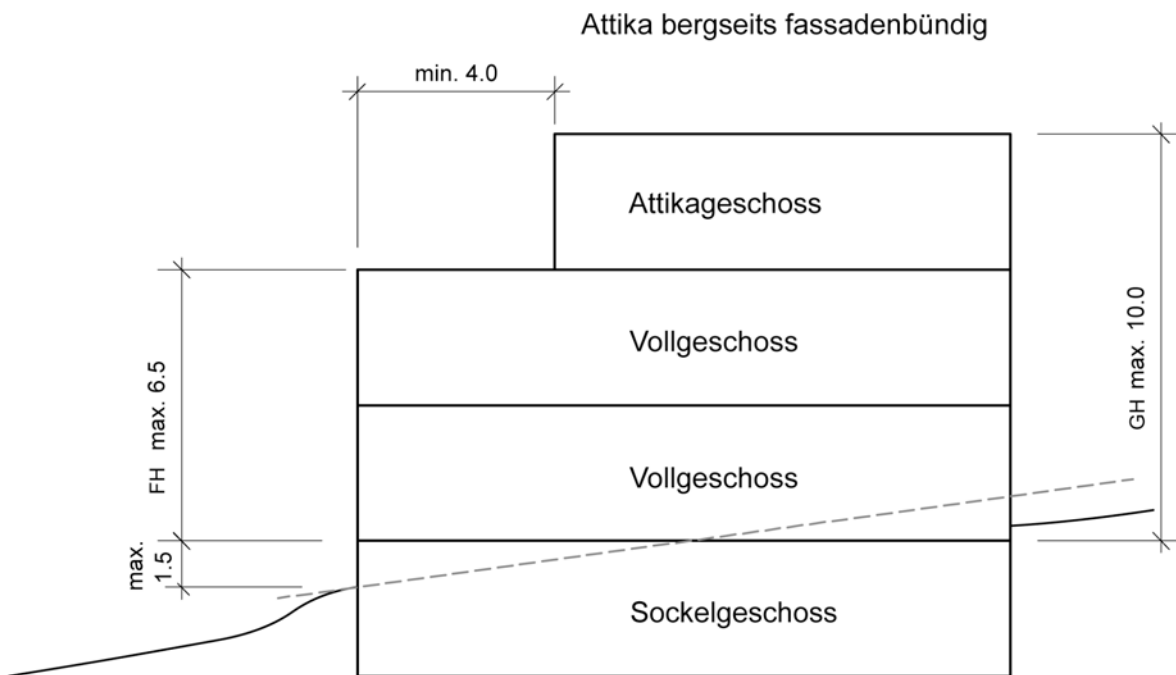 Attika bergseits fassadenbündig
min. 4.0
Attikageschoss
Vollgeschoss
FH max. 6.5
GH max. 10.0
Vollgeschoss
max.
1.5
Sockelgeschoss